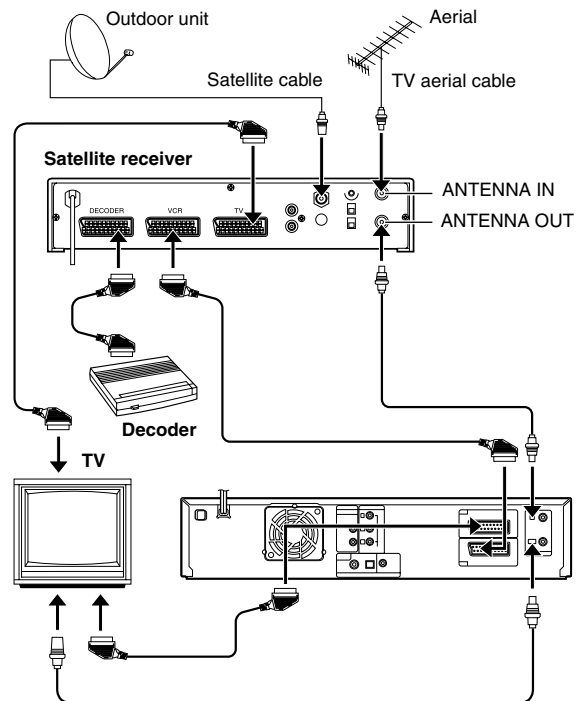 Outdoor unit
Aerial
Satellite cable
TV aerial cable
Satellite receiver
ANTENNA IN
DECODER VCR TV
ANTENNA OUT
Decoder
TV